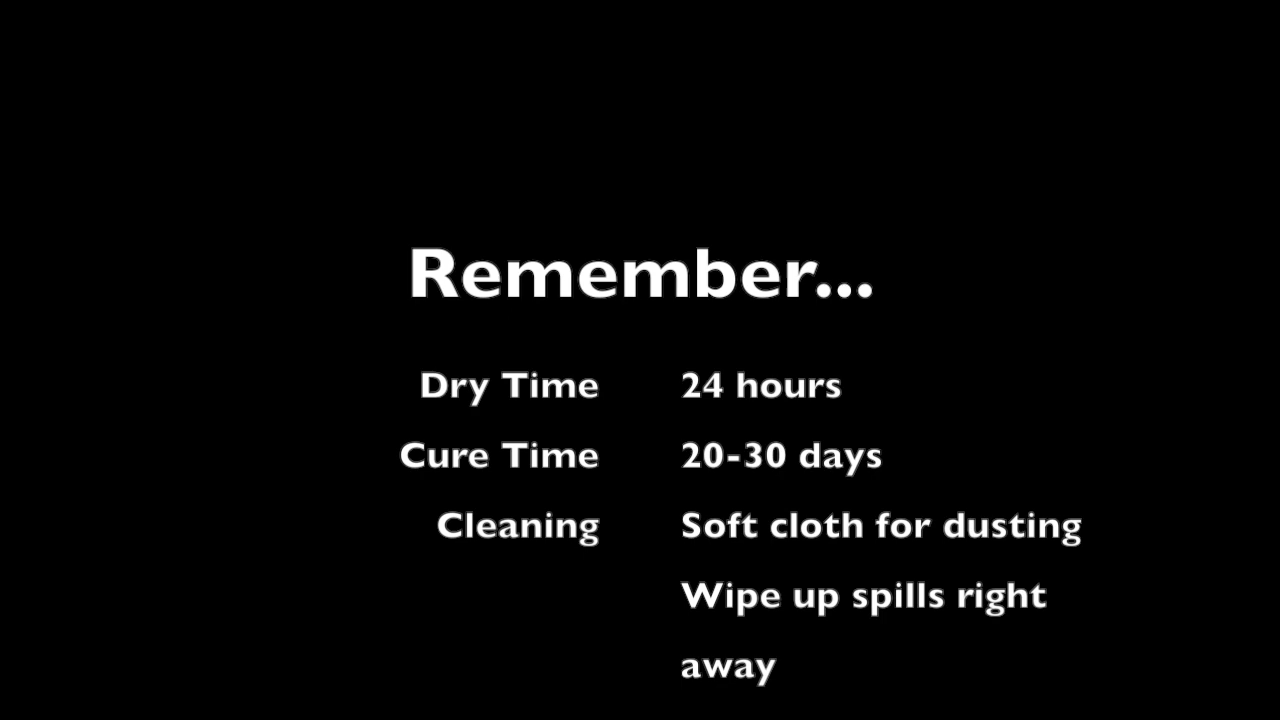 Remember...
Dry Time 24 hours
Cure Time 20-30 days
Cleaning Soft cloth for dusting
Wipe up spills right
away